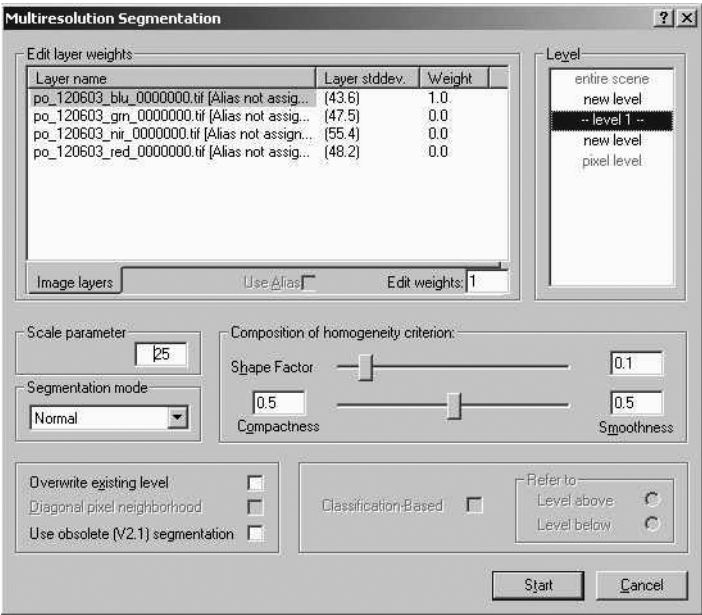 Multiresolution Segmentation
Edit layer weights
Layer name Layer stddev. Weight
po_120603_blu_0000000.tif [Alias not assig... (43.6) 1.0
po_120603_grn_0000000.tif [Alias not assig... (47.5) 0.0
po_120603_nir_0000000.tif [Alias not assign... (55.4) 0.0
po_120603_red_0000000.tif [Alias not assig... (48.2) 0.0
Image layers Use Alias Edit weights: 1
Level
entire scene
new level
-- level 1 --
new level
pixel level
Scale parameter
25
Segmentation mode
Normal
Composition of homogeneity criterion:
Shape Factor 0.1
0.5 0.5
Compactness Smoothness
Overwrite existing level
Diagonal pixel neighborhood
Use obsolete (V2.1) segmentation
Classification-Based
Refer to
Level above
Level below
Start Cancel